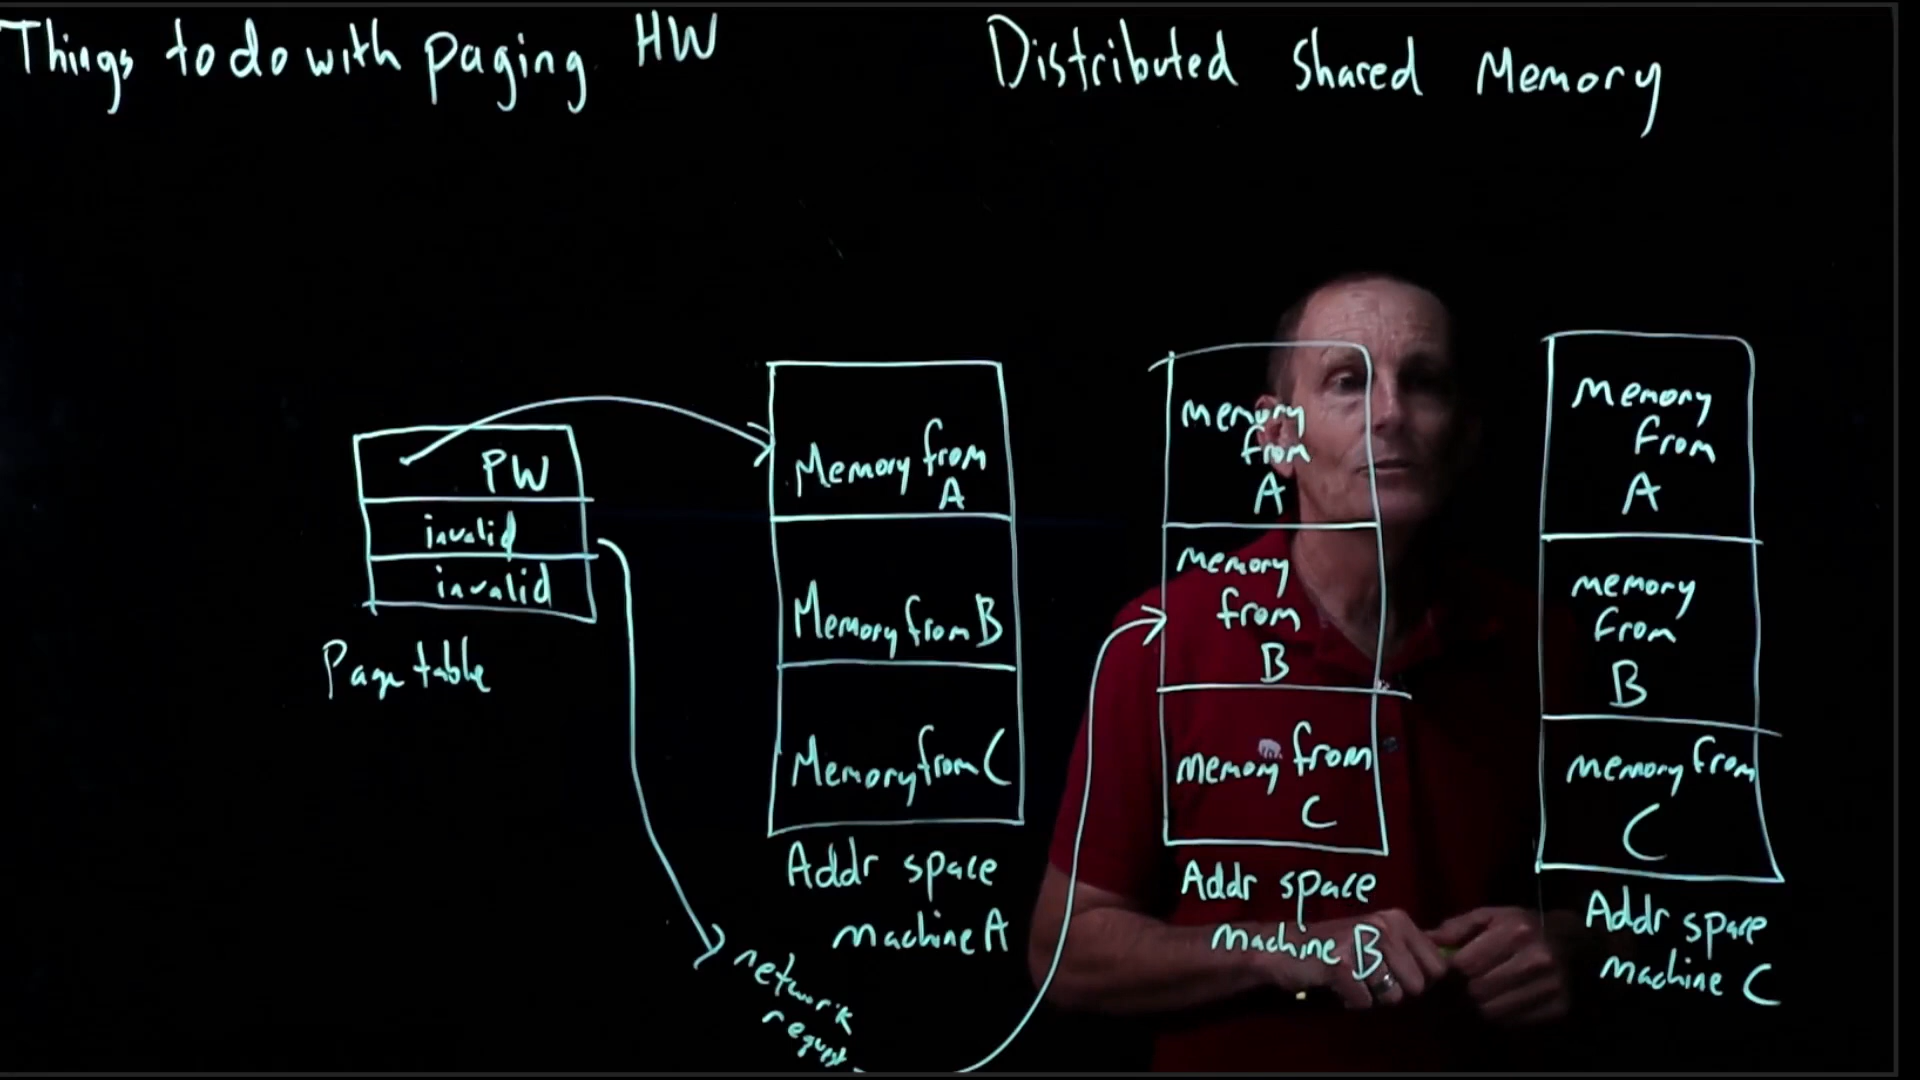 Things to do with paging HW
Distributed Shared Memory
PW
invalid
invalid
Page table
Memory from
A
Memory from B
Memory from C
Addr space
machine A
memory
from
A
memory
from
B
memory from
C
Addr space
machine B
Memory
from
A
memory
from
B
memory from
C
Addr space
machine C
network
request